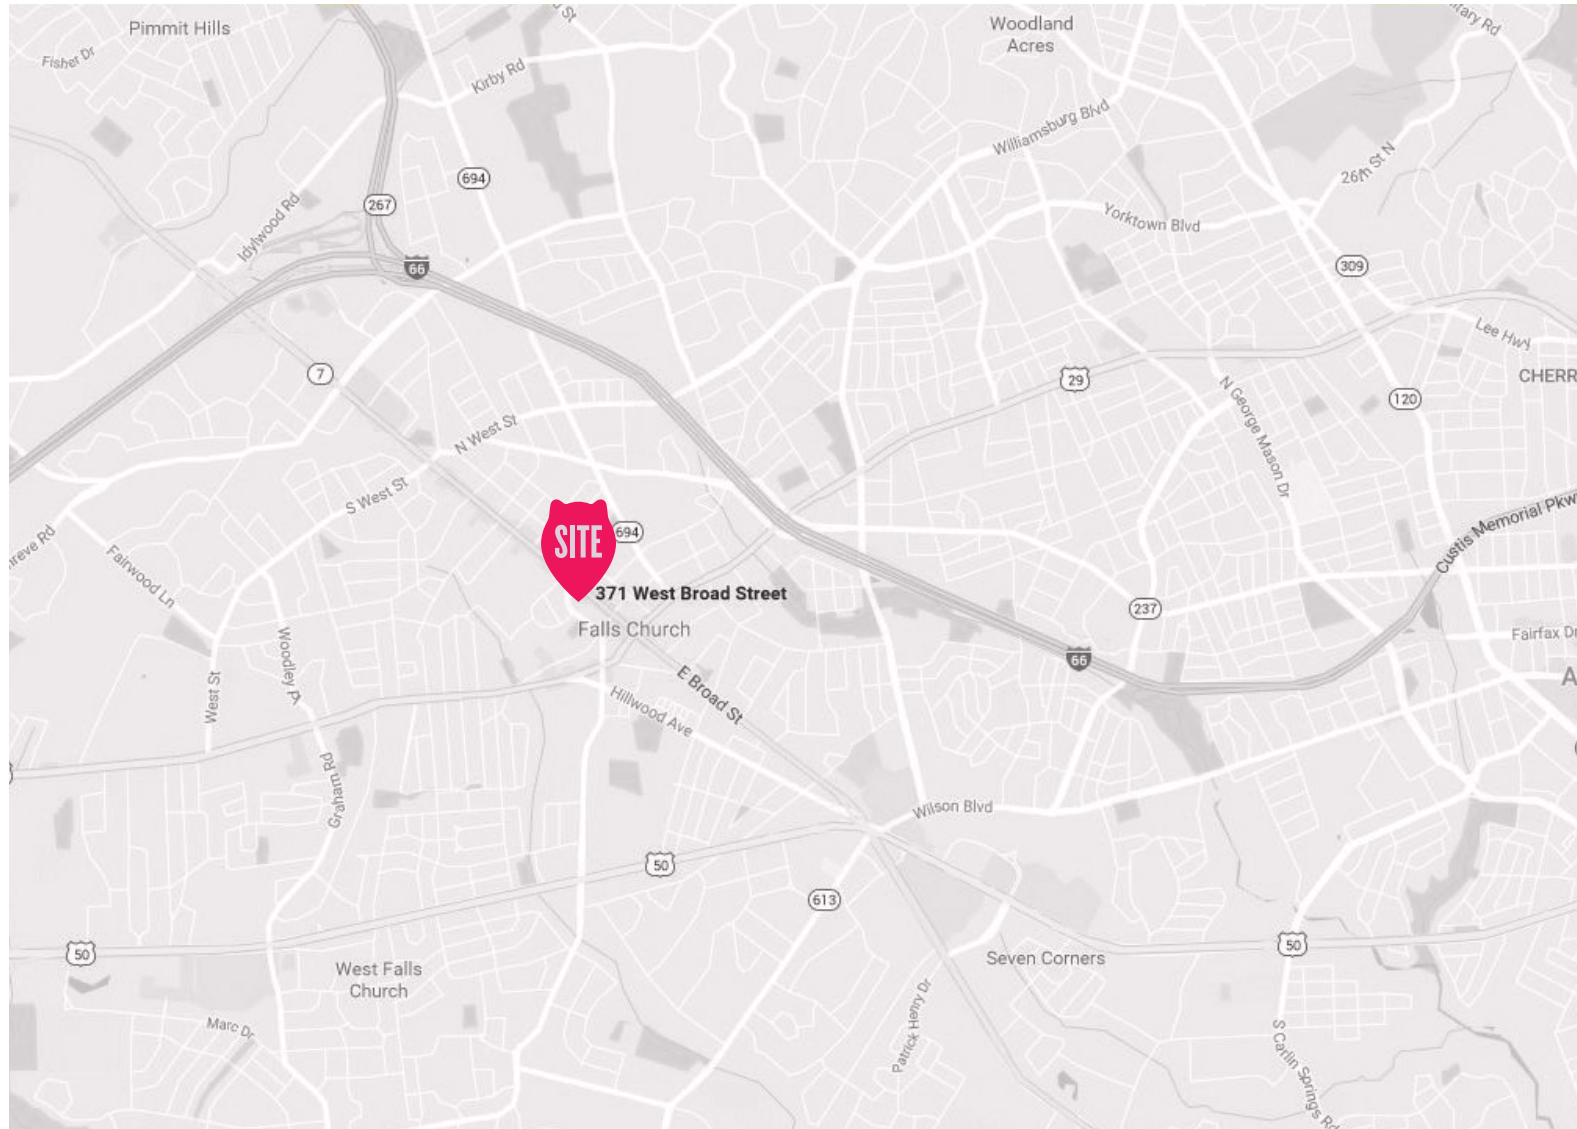 Pimmit Hills
Woodland
Acres
Fisher Dr
Kirby Rd
Williamsburg Blvd
694
26th St N
267
Idylwood Rd
Yorktown Blvd
66
309
Lee Hwy
7
29
CHERR
120
N George Mason Dr
N West St
S West St
Custis Memorial Pkwy
SITE
694
Fairwood Ln
371 West Broad Street
237
Falls Church
Fairfax Dr
Woodley Pl
66
West St
E Broad St
Hillwood Ave
Graham Rd
Wilson Blvd
50
613
50
50
Seven Corners
West Falls
Church
Patrick Henry Dr
Marc Dr
S Carlin Springs Rd